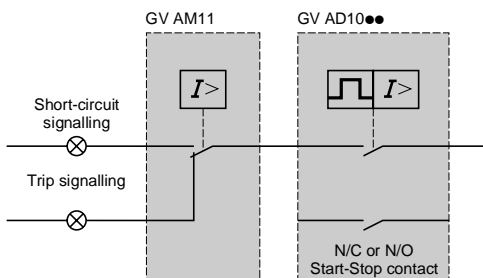 GV AM11
GV AD10●●
I>
I>
Short-circuit
signalling
Trip signalling
N/C or N/O
Start-Stop contact